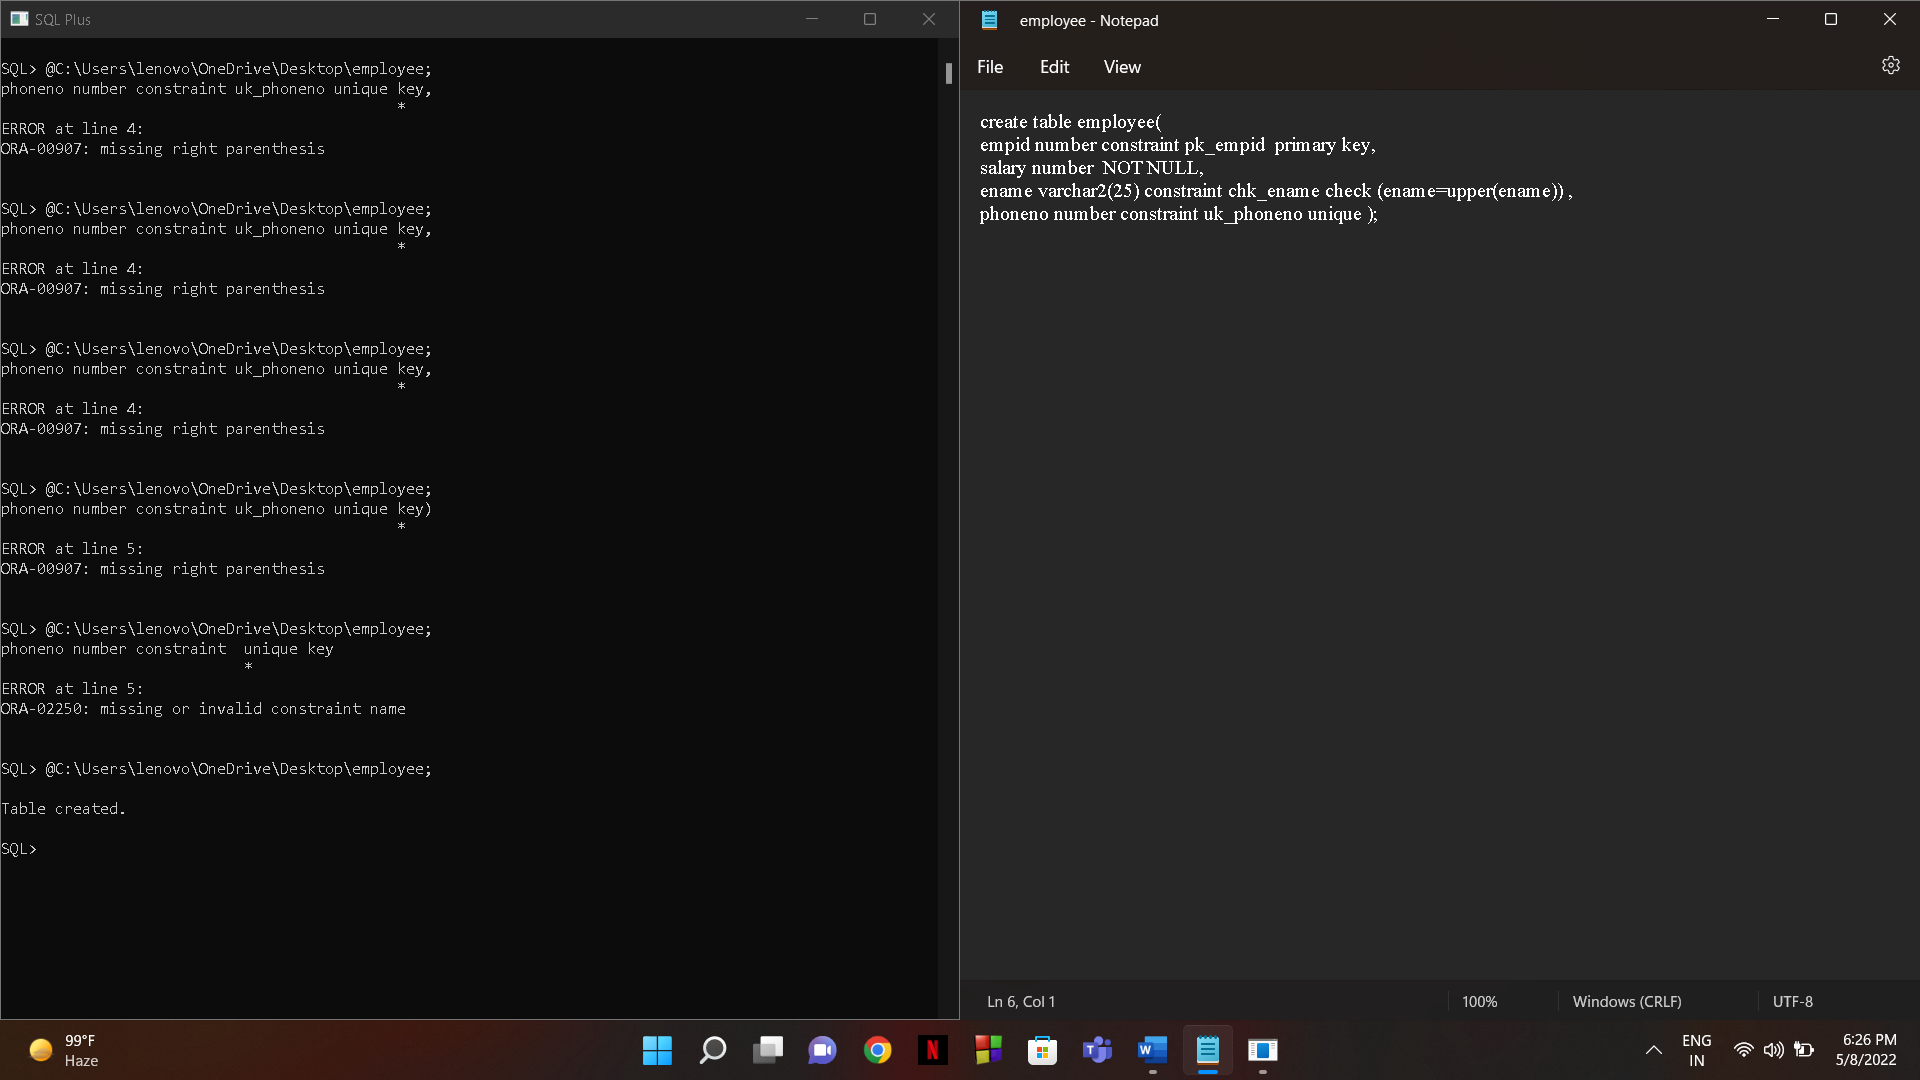 SQL Plus
SQL> @C:\Users\lenovo\OneDrive\Desktop\employee;
phoneno number constraint uk_phoneno unique key,
*
ERROR at line 4:
ORA-00907: missing right parenthesis
SQL> @C:\Users\lenovo\OneDrive\Desktop\employee;
phoneno number constraint uk_phoneno unique key,
*
ERROR at line 4:
ORA-00907: missing right parenthesis
SQL> @C:\Users\lenovo\OneDrive\Desktop\employee;
phoneno number constraint uk_phoneno unique key,
*
ERROR at line 4:
ORA-00907: missing right parenthesis
SQL> @C:\Users\lenovo\OneDrive\Desktop\employee;
phoneno number constraint uk_phoneno unique key)
*
ERROR at line 5:
ORA-00907: missing right parenthesis
SQL> @C:\Users\lenovo\OneDrive\Desktop\employee;
phoneno number constraint  unique key
*
ERROR at line 5:
ORA-02250: missing or invalid constraint name
SQL> @C:\Users\lenovo\OneDrive\Desktop\employee;
Table created.
SQL>
employee - Notepad
File Edit View
create table employee(
empid number constraint pk_empid  primary key,
salary number  NOT NULL,
ename varchar2(25) constraint chk_ename check (ename=upper(ename)) ,
phoneno number constraint uk_phoneno unique );
Ln 6, Col 1 100% Windows (CRLF) UTF-8
99°F
Haze
N
T
W
ENG
IN
6:26 PM
5/8/2022